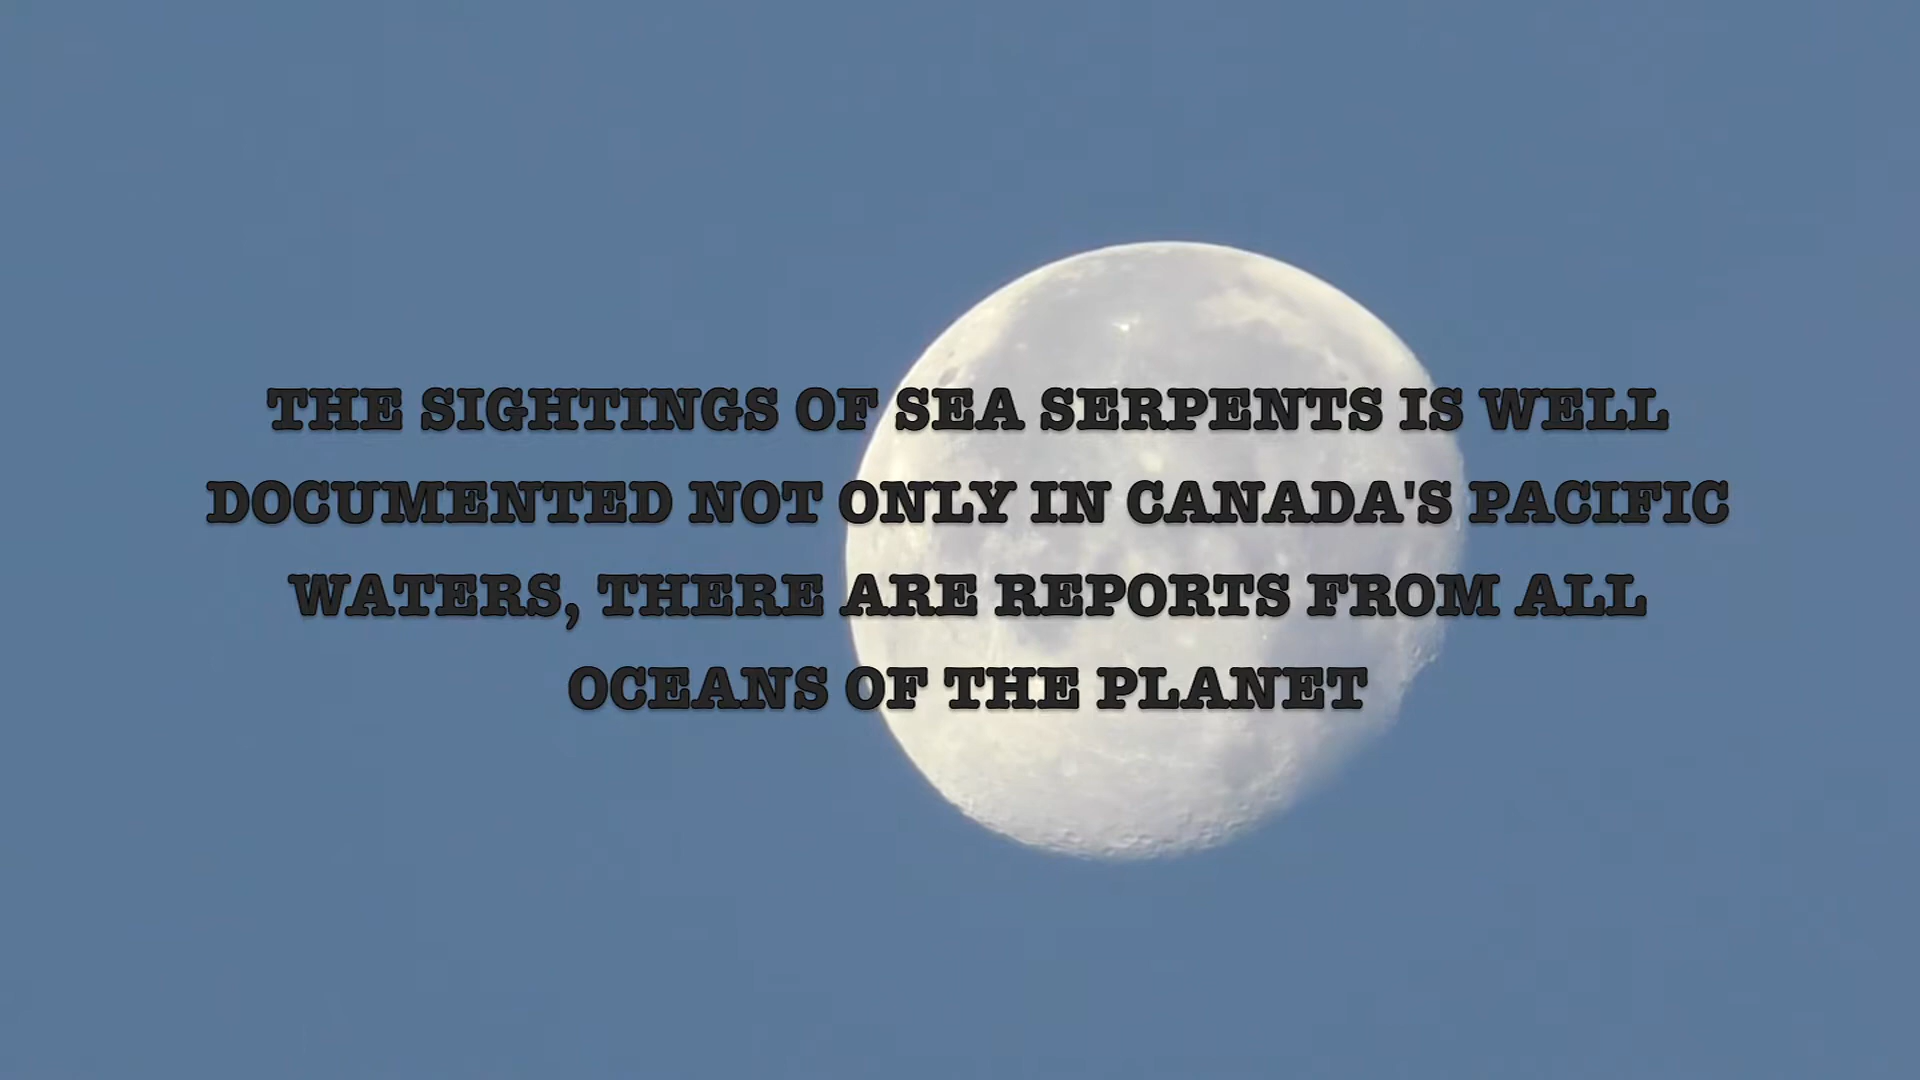 THE SIGHTINGS OF SEA SERPENTS IS WELL
DOCUMENTED NOT ONLY IN CANADA'S PACIFIC
WATERS, THERE ARE REPORTS FROM ALL
OCEANS OF THE PLANET